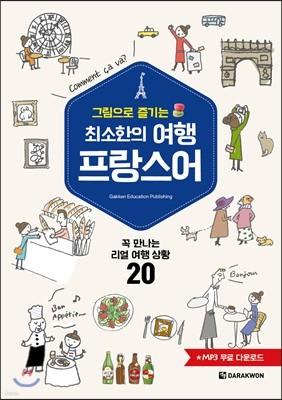 Comment ça va?
그림으로 즐기는
최소화의 여행
프랑스어
Gakken Education Publishing
꼭 만나는
리얼 여행 상황
20
Bonjour
Bon
Appétit!
★MP3 무료 다운로드
DARAKWON